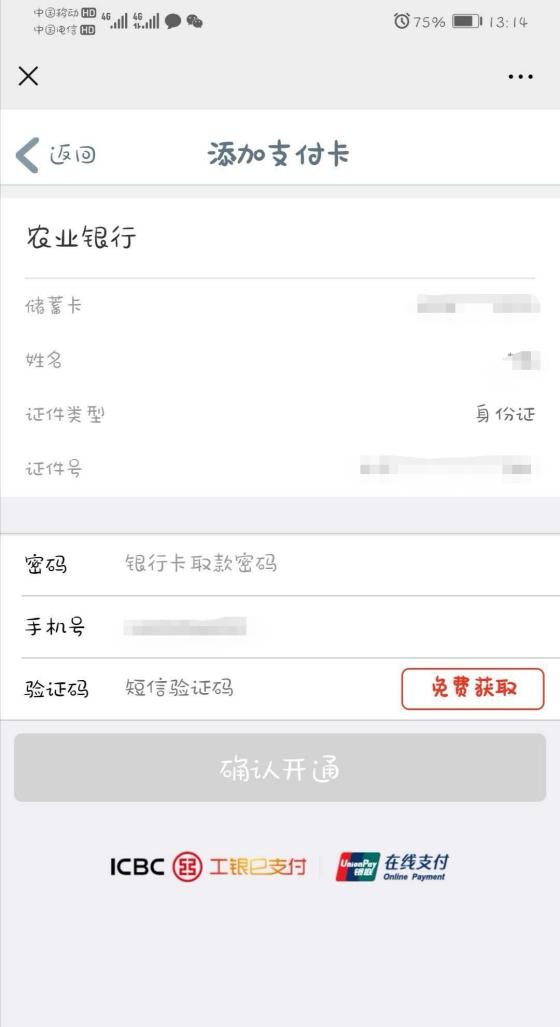 中国移动 HD 4G 4G 75% 13:14
中国电信 HD
返回 添加支付卡
农业银行
储蓄卡
姓名
证件类型 身份证
证件号
密码 银行卡取款密码
手机号
验证码 短信验证码 免费获取
确认开通
ICBC 工银e支付 UnionPay 银联 在线支付 Online Payment